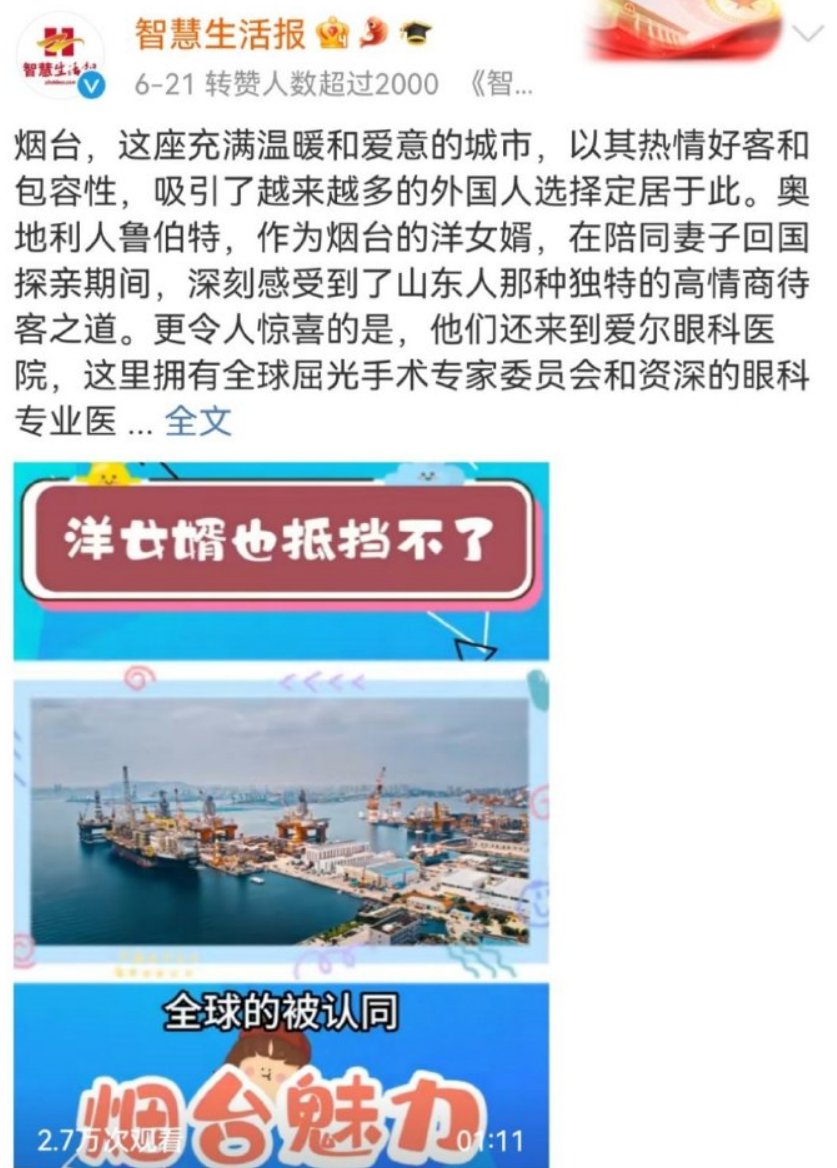 智慧生活报
智慧生活报
6-21 转赞人数超过2000 《智...
烟台，这座充满温暖和爱意的城市，以其热情好客和
包容性，吸引了越来越多的外国人选择定居于此。奥
地利人鲁伯特，作为烟台的洋女婿，在陪同妻子回国
探亲期间，深刻感受到了山东人那种独特的高情商待
客之道。更令人惊喜的是，他们还来到爱尔眼科医
院，这里拥有全球屈光手术专家委员会和资深的眼科
专业医 ... 全文
洋女婿也抵挡不了
全球的被认同
烟台魅力
2.7万次观看
01:11